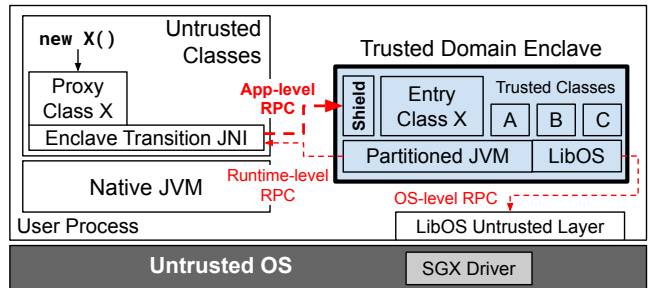 new X()
Untrusted
Classes
Proxy
Class X
Enclave Transition JNI
Native JVM
User Process
App-level
RPC
Runtime-level
RPC
Trusted Domain Enclave
Shield
Entry
Class X
Trusted Classes
A
B
C
Partitioned JVM
LibOS
OS-level RPC
LibOS Untrusted Layer
Untrusted OS
SGX Driver